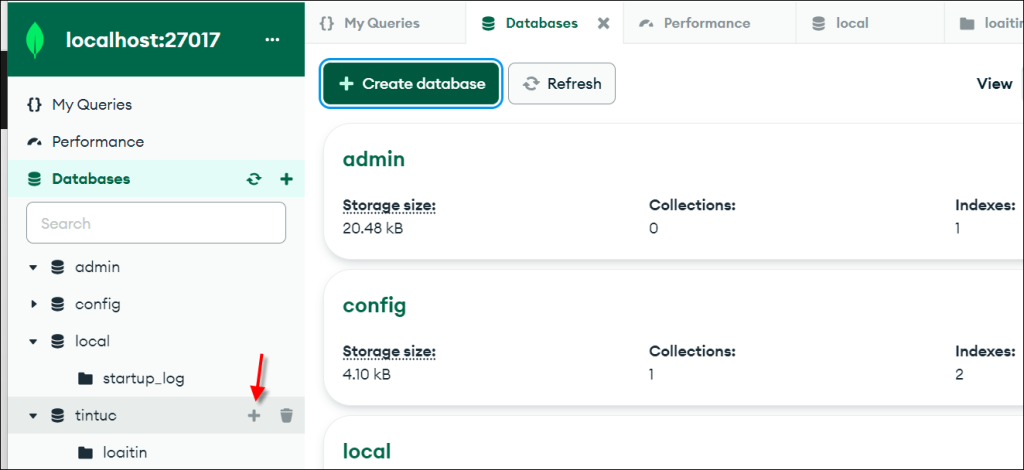 localhost:27017 ...
{} My Queries
Databases
Performance
local
loaitin
My Queries
Performance
Databases
Search
admin
config
local
startup_log
tintuc
loaitin
+ Create database
Refresh
View
admin
Storage size: Collections: Indexes:
20.48 kB 0 1
config
Storage size: Collections: Indexes:
4.10 kB 1 2
local